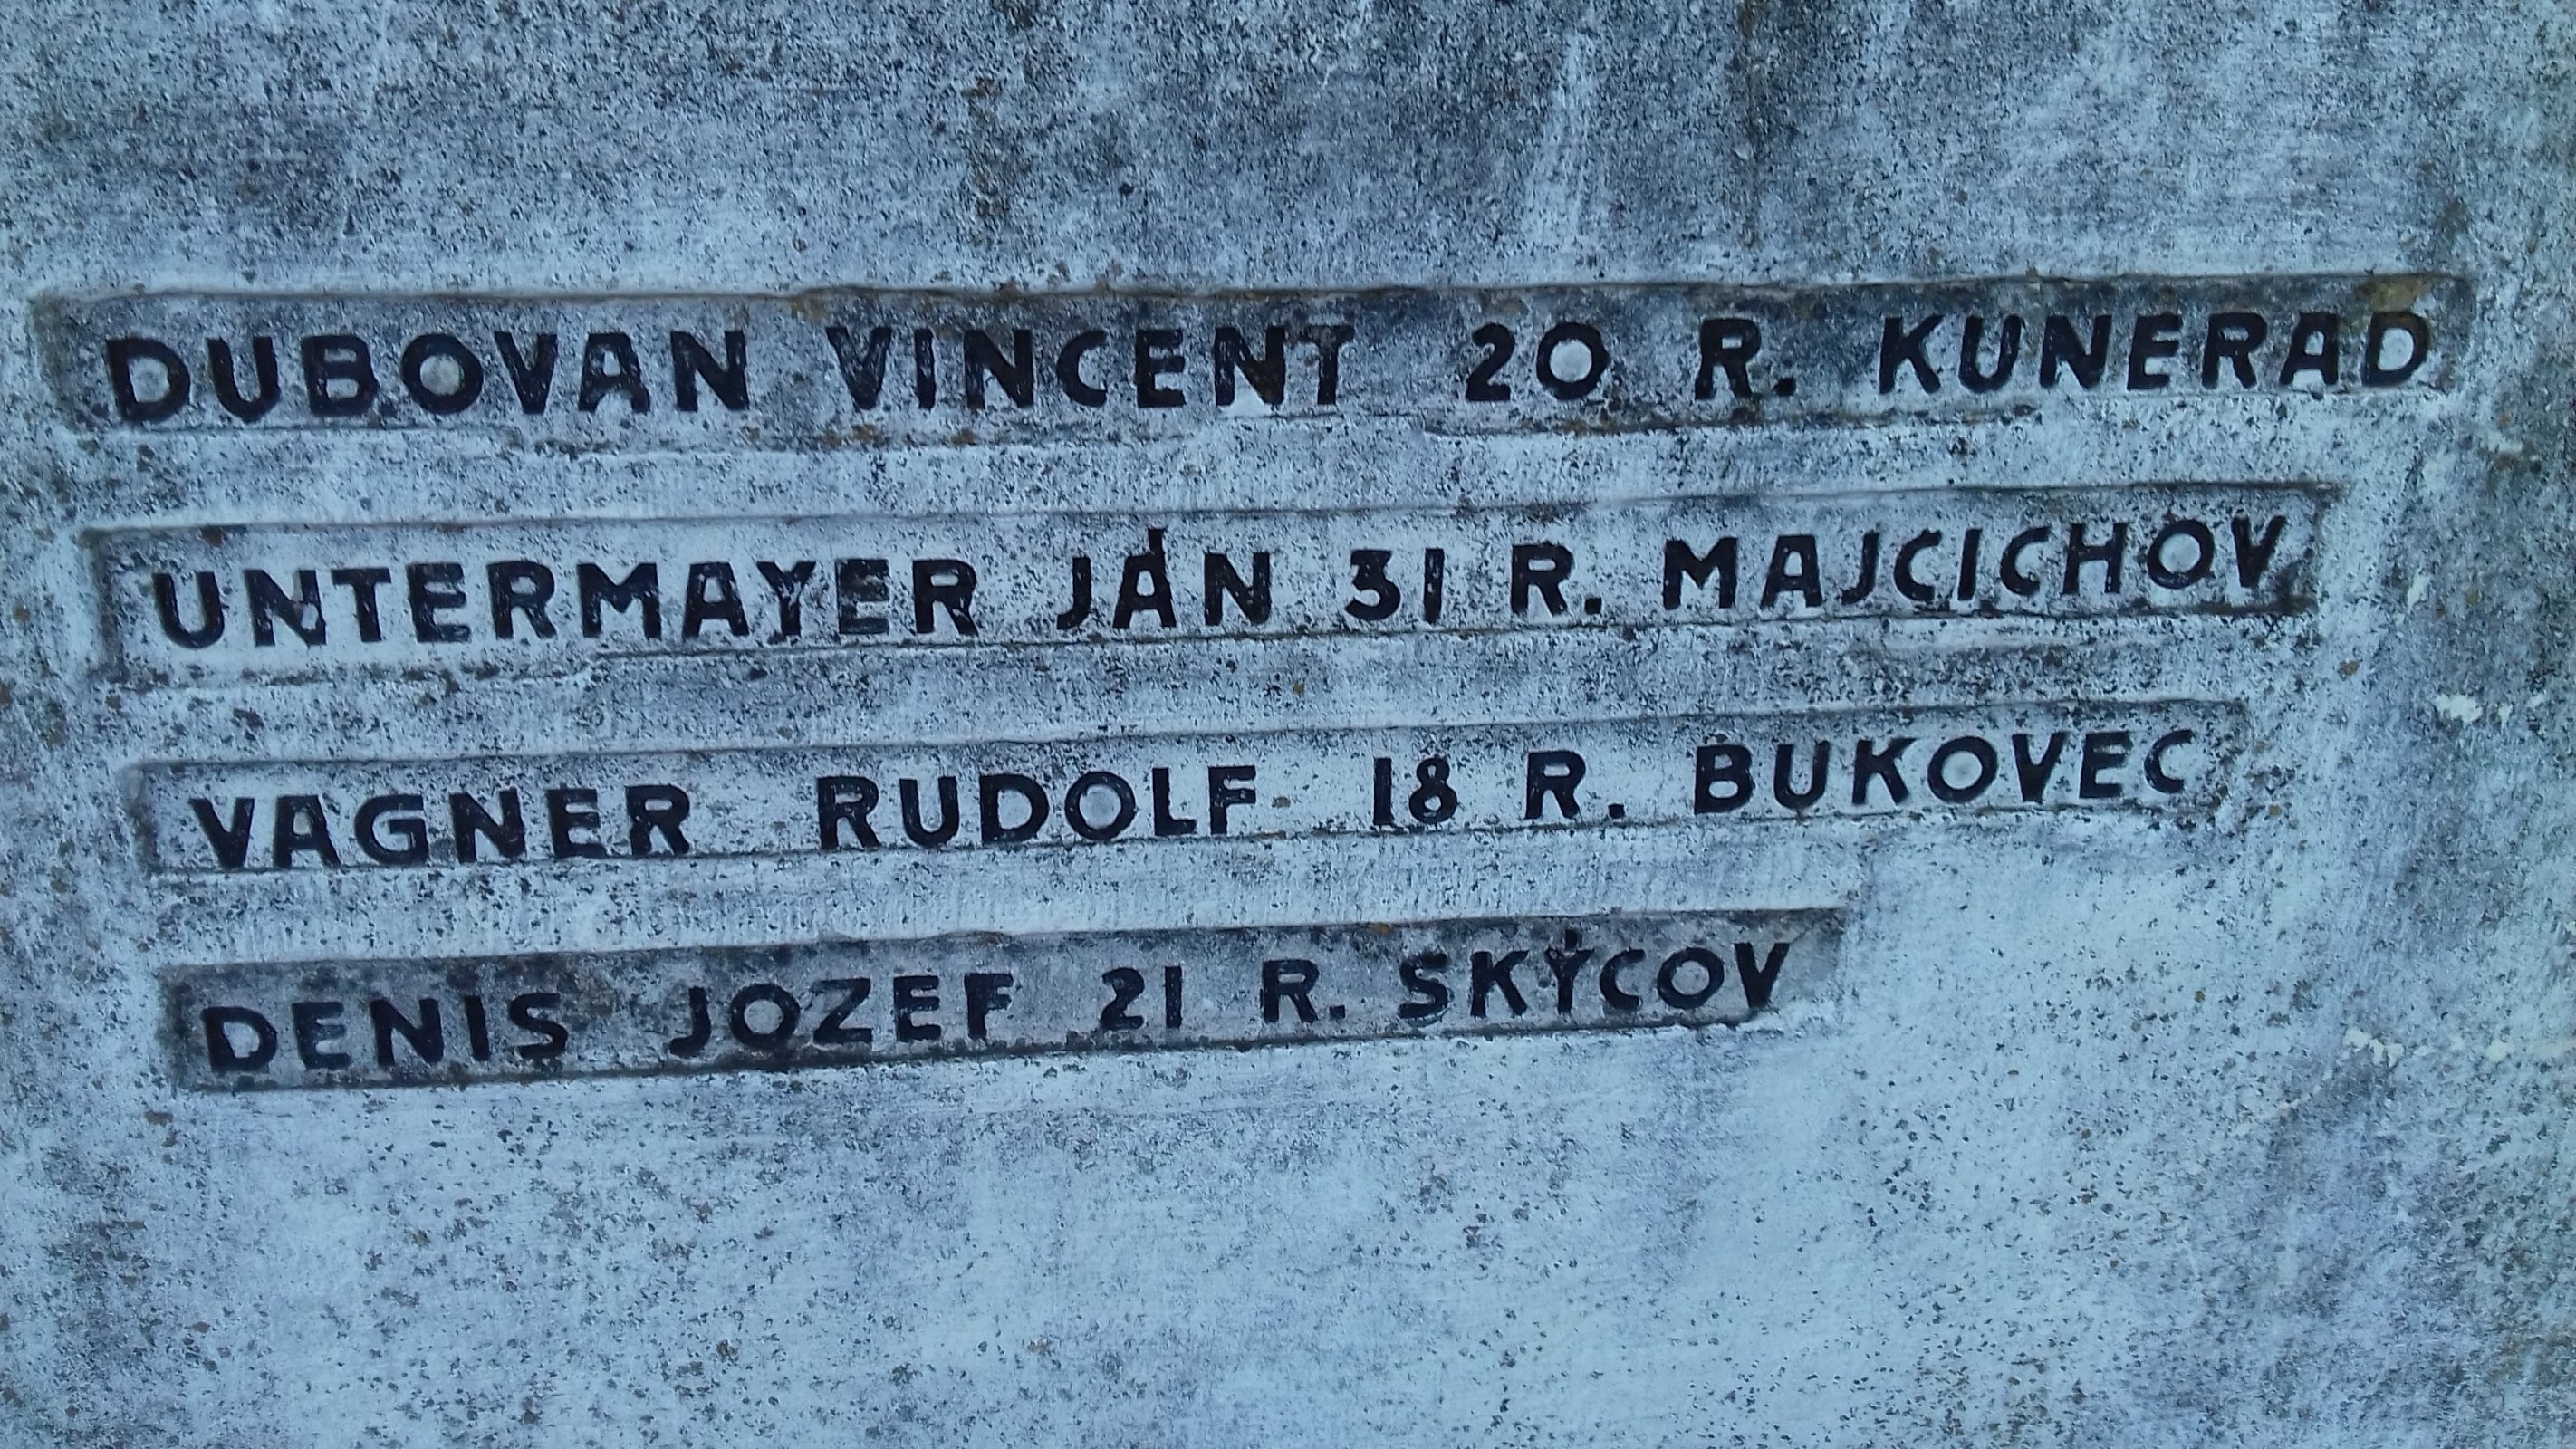 DUBOVAN VINCENT 20 R. KUNERAD
UNTERMAYER JÁN 31 R. MAJCICHOV
VAGNER RUDOLF 18 R. BUKOVEC
DENIS JOZEF 21 R. SKÝCOV